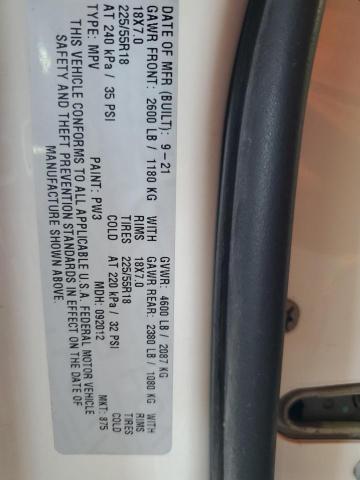 DATE OF MFR (BUILT): 9-21 GVWR: 4600 LB / 2087 KG
GAWR FRONT: 2600 LB / 1180 KG WITH GAWR REAR: 2380 LB / 1080 KG WITH
18X7.0 RIMS 18X7.0 RIMS
225/55R18 TIRES 225/55R18 TIRES
AT 240 kPa / 35 PSI COLD AT 220 kPa / 32 PSI COLD
TYPE: MPV PAINT: PW3 MDH: 092012 MKT: 875
THIS VEHICLE CONFORMS TO ALL APPLICABLE U.S.A. FEDERAL MOTOR VEHICLE
SAFETY AND THEFT PREVENTION STANDARDS IN EFFECT ON THE DATE OF
MANUFACTURE SHOWN ABOVE.